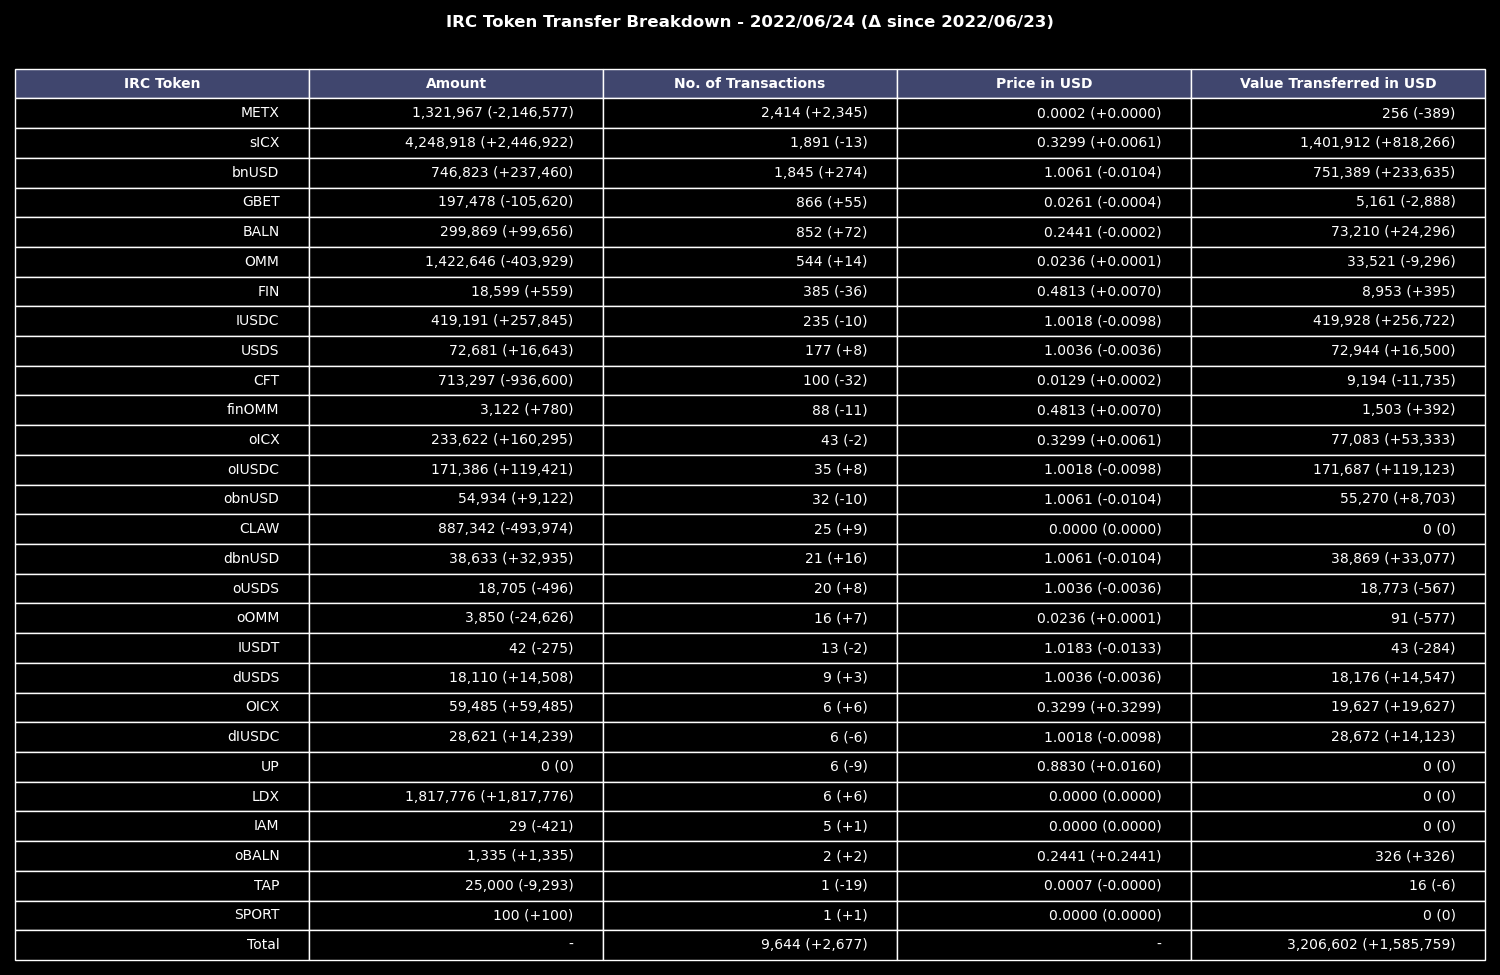 IRC Token Transfer Breakdown - 2022/06/24 (Δ since 2022/06/23)
IRC Token Amount No. of Transactions Price in USD Value Transferred in USD
METX 1,321,967 (-2,146,577) 2,414 (+2,345) 0.0002 (+0.0000) 256 (-389)
sICX 4,248,918 (+2,446,922) 1,891 (-13) 0.3299 (+0.0061) 1,401,912 (+818,266)
bnUSD 746,823 (+237,460) 1,845 (+274) 1.0061 (-0.0104) 751,389 (+233,635)
GBET 197,478 (-105,620) 866 (+55) 0.0261 (-0.0004) 5,161 (-2,888)
BALN 299,869 (+99,656) 852 (+72) 0.2441 (-0.0002) 73,210 (+24,296)
OMM 1,422,646 (-403,929) 544 (+14) 0.0236 (+0.0001) 33,521 (-9,296)
FIN 18,599 (+559) 385 (-36) 0.4813 (+0.0070) 8,953 (+395)
IUSDC 419,191 (+257,845) 235 (-10) 1.0018 (-0.0098) 419,928 (+256,722)
USDS 72,681 (+16,643) 177 (+8) 1.0036 (-0.0036) 72,944 (+16,500)
CFT 713,297 (-936,600) 100 (-32) 0.0129 (+0.0002) 9,194 (-11,735)
finOMM 3,122 (+780) 88 (-11) 0.4813 (+0.0070) 1,503 (+392)
oICX 233,622 (+160,295) 43 (-2) 0.3299 (+0.0061) 77,083 (+53,333)
oIUSDC 171,386 (+119,421) 35 (+8) 1.0018 (-0.0098) 171,687 (+119,123)
obnUSD 54,934 (+9,122) 32 (-10) 1.0061 (-0.0104) 55,270 (+8,703)
CLAW 887,342 (-493,974) 25 (+9) 0.0000 (0.0000) 0 (0)
dbnUSD 38,633 (+32,935) 21 (+16) 1.0061 (-0.0104) 38,869 (+33,077)
oUSDS 18,705 (-496) 20 (+8) 1.0036 (-0.0036) 18,773 (-567)
oOMM 3,850 (-24,626) 16 (+7) 0.0236 (+0.0001) 91 (-577)
IUSDT 42 (-275) 13 (-2) 1.0183 (-0.0133) 43 (-284)
dUSDS 18,110 (+14,508) 9 (+3) 1.0036 (-0.0036) 18,176 (+14,547)
OICX 59,485 (+59,485) 6 (+6) 0.3299 (+0.3299) 19,627 (+19,627)
dIUSDC 28,621 (+14,239) 6 (-6) 1.0018 (-0.0098) 28,672 (+14,123)
UP 0 (0) 6 (-9) 0.8830 (+0.0160) 0 (0)
LDX 1,817,776 (+1,817,776) 6 (+6) 0.0000 (0.0000) 0 (0)
IAM 29 (-421) 5 (+1) 0.0000 (0.0000) 0 (0)
oBALN 1,335 (+1,335) 2 (+2) 0.2441 (+0.2441) 326 (+326)
TAP 25,000 (-9,293) 1 (-19) 0.0007 (-0.0000) 16 (-6)
SPORT 100 (+100) 1 (+1) 0.0000 (0.0000) 0 (0)
Total - 9,644 (+2,677) - 3,206,602 (+1,585,759)